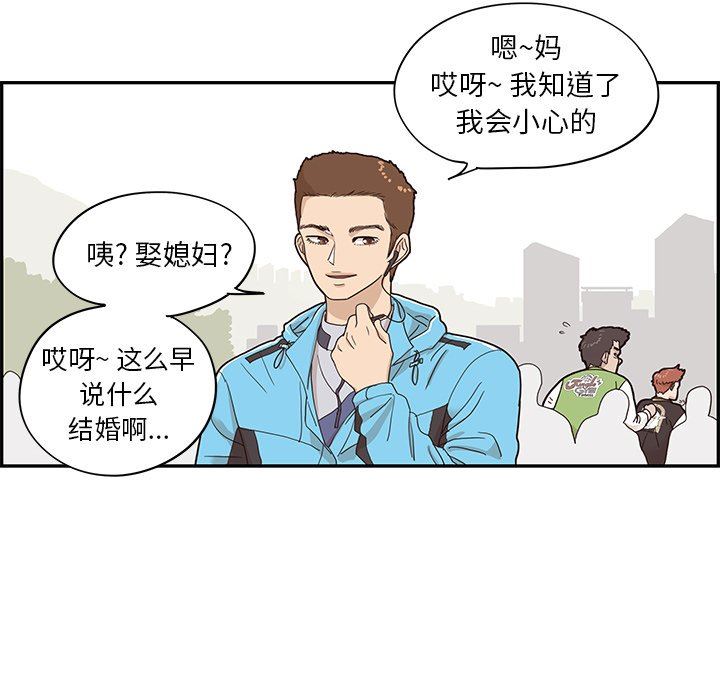 嗯~妈
哎呀~ 我知道了
我会小心的
咦? 娶媳妇?
哎呀~ 这么早
说什么
结婚啊...